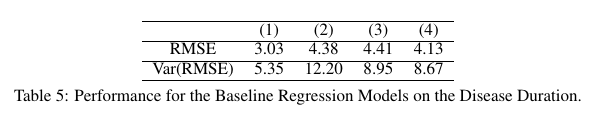 (1) (2) (3) (4)
RMSE 3.03 4.38 4.41 4.13
Var(RMSE) 5.35 12.20 8.95 8.67
Table 5: Performance for the Baseline Regression Models on the Disease Duration.